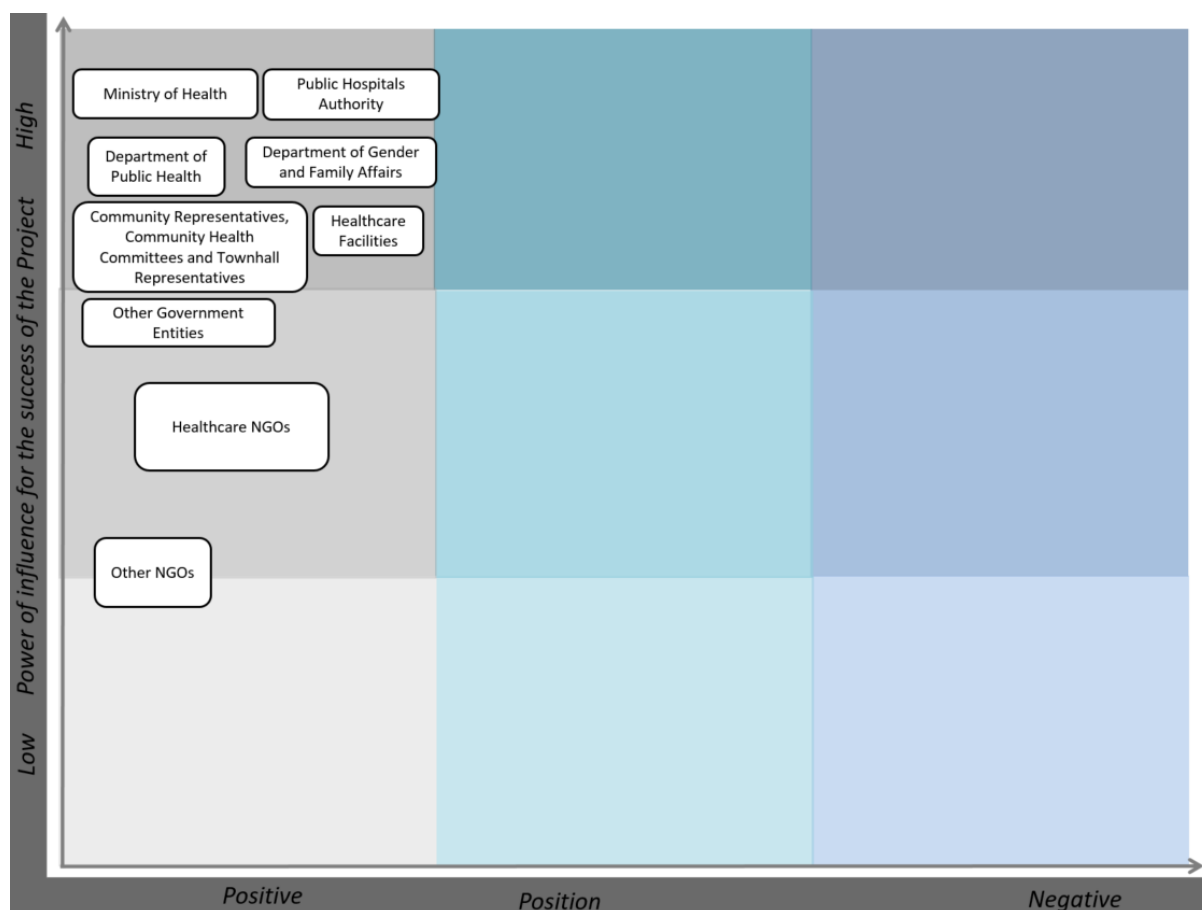 Ministry of Health
Public Hospitals
Authority
Department of
Public Health
Department of Gender
and Family Affairs
Community Representatives,
Community Health
Committees and Townhall
Representatives
Healthcare
Facilities
Other Government
Entities
Healthcare NGOs
Other NGOs
Low Power of influence for the success of the Project High
Positive Position Negative